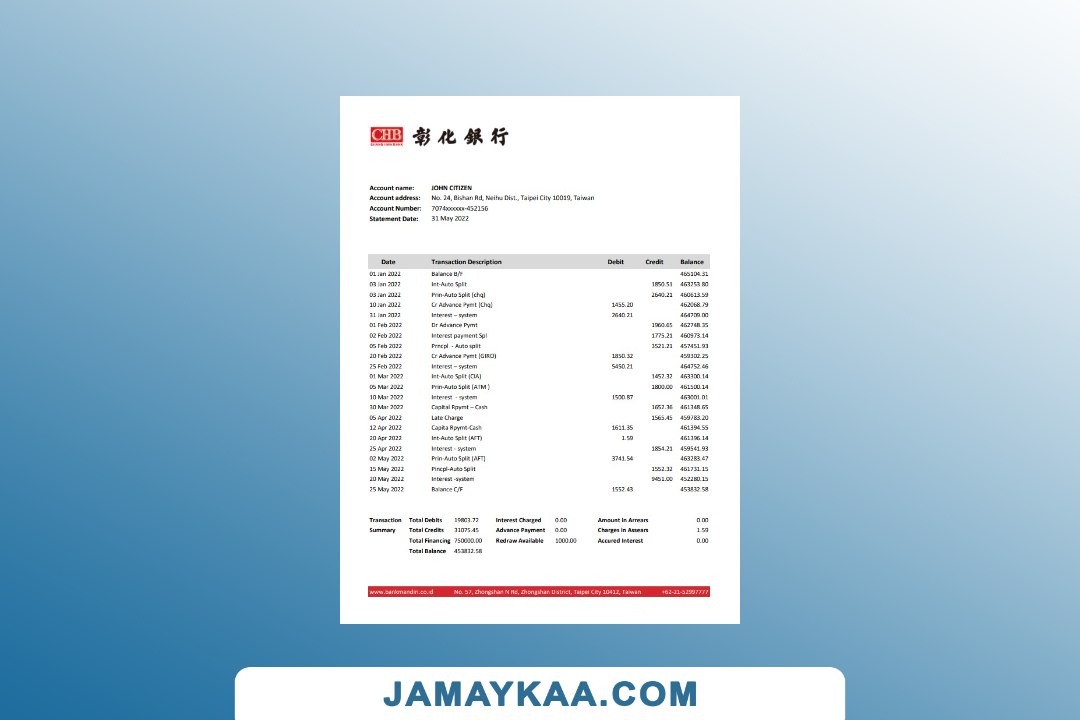 CHB 彰化銀行
Account name: JOHN CITIZEN
Account address: No. 24, Bishan Rd, Neihu Dist., Taipei City 10019, Taiwan
Account Number: 7074xxxxxx-452156
Statement Date: 31 May 2022
Date Transaction Description Debit Credit Balance
01 Jan 2022 Balance B/F 465104.31
03 Jan 2022 Int-Auto Split 1850.51 463253.80
03 Jan 2022 Prin-Auto Split (chq) 2640.21 460613.59
10 Jan 2022 Cr Advance Pymt (Chq) 1455.20 462068.79
31 Jan 2022 Interest – system 2640.21 464709.00
01 Feb 2022 Dr Advance Pymt 1960.65 462748.35
02 Feb 2022 Interest payment Spl 1775.21 460973.14
05 Feb 2022 Prncpl - Auto split 3521.21 457451.93
20 Feb 2022 Cr Advance Pymt (GIRO) 1850.32 459302.25
25 Feb 2022 Interest – system 5450.21 464752.46
01 Mar 2022 Int-Auto Split (CIA) 1452.32 463300.14
05 Mar 2022 Prin-Auto Split (ATM ) 1800.00 461500.14
10 Mar 2022 Interest - system 1500.87 463001.01
30 Mar 2022 Capital Rpymt – Cash 1652.36 461348.65
05 Apr 2022 Late Charge 1565.45 459783.20
12 Apr 2022 Capita Rpymt-Cash 1611.35 461394.55
20 Apr 2022 Int-Auto Split (AFT) 1.59 461396.14
25 Apr 2022 Interest - system 1854.21 459541.93
02 May 2022 Prin-Auto Split (AFT) 3741.54 463283.47
15 May 2022 Pincpl-Auto Split 1552.32 461731.15
20 May 2022 Interest -system 9451.00 452280.15
25 May 2022 Balance C/F 1552.43 453832.58
Transaction Total Debits 19803.72 Interest Charged 0.00 Amount in Arrears 0.00
Summary Total Credits 31075.45 Advance Payment 0.00 Charges in Assears 1.59
Total Financing 750000.00 Redraw Available 1000.00 Accured Interest 0.00
Total Balance 453832.58
www.bankmandiri.co.id No. 57, Zhongshan N Rd, Zhongshan District, Taipei City 10412, Taiwan +62-21-52997777
JAMAYKAA.COM